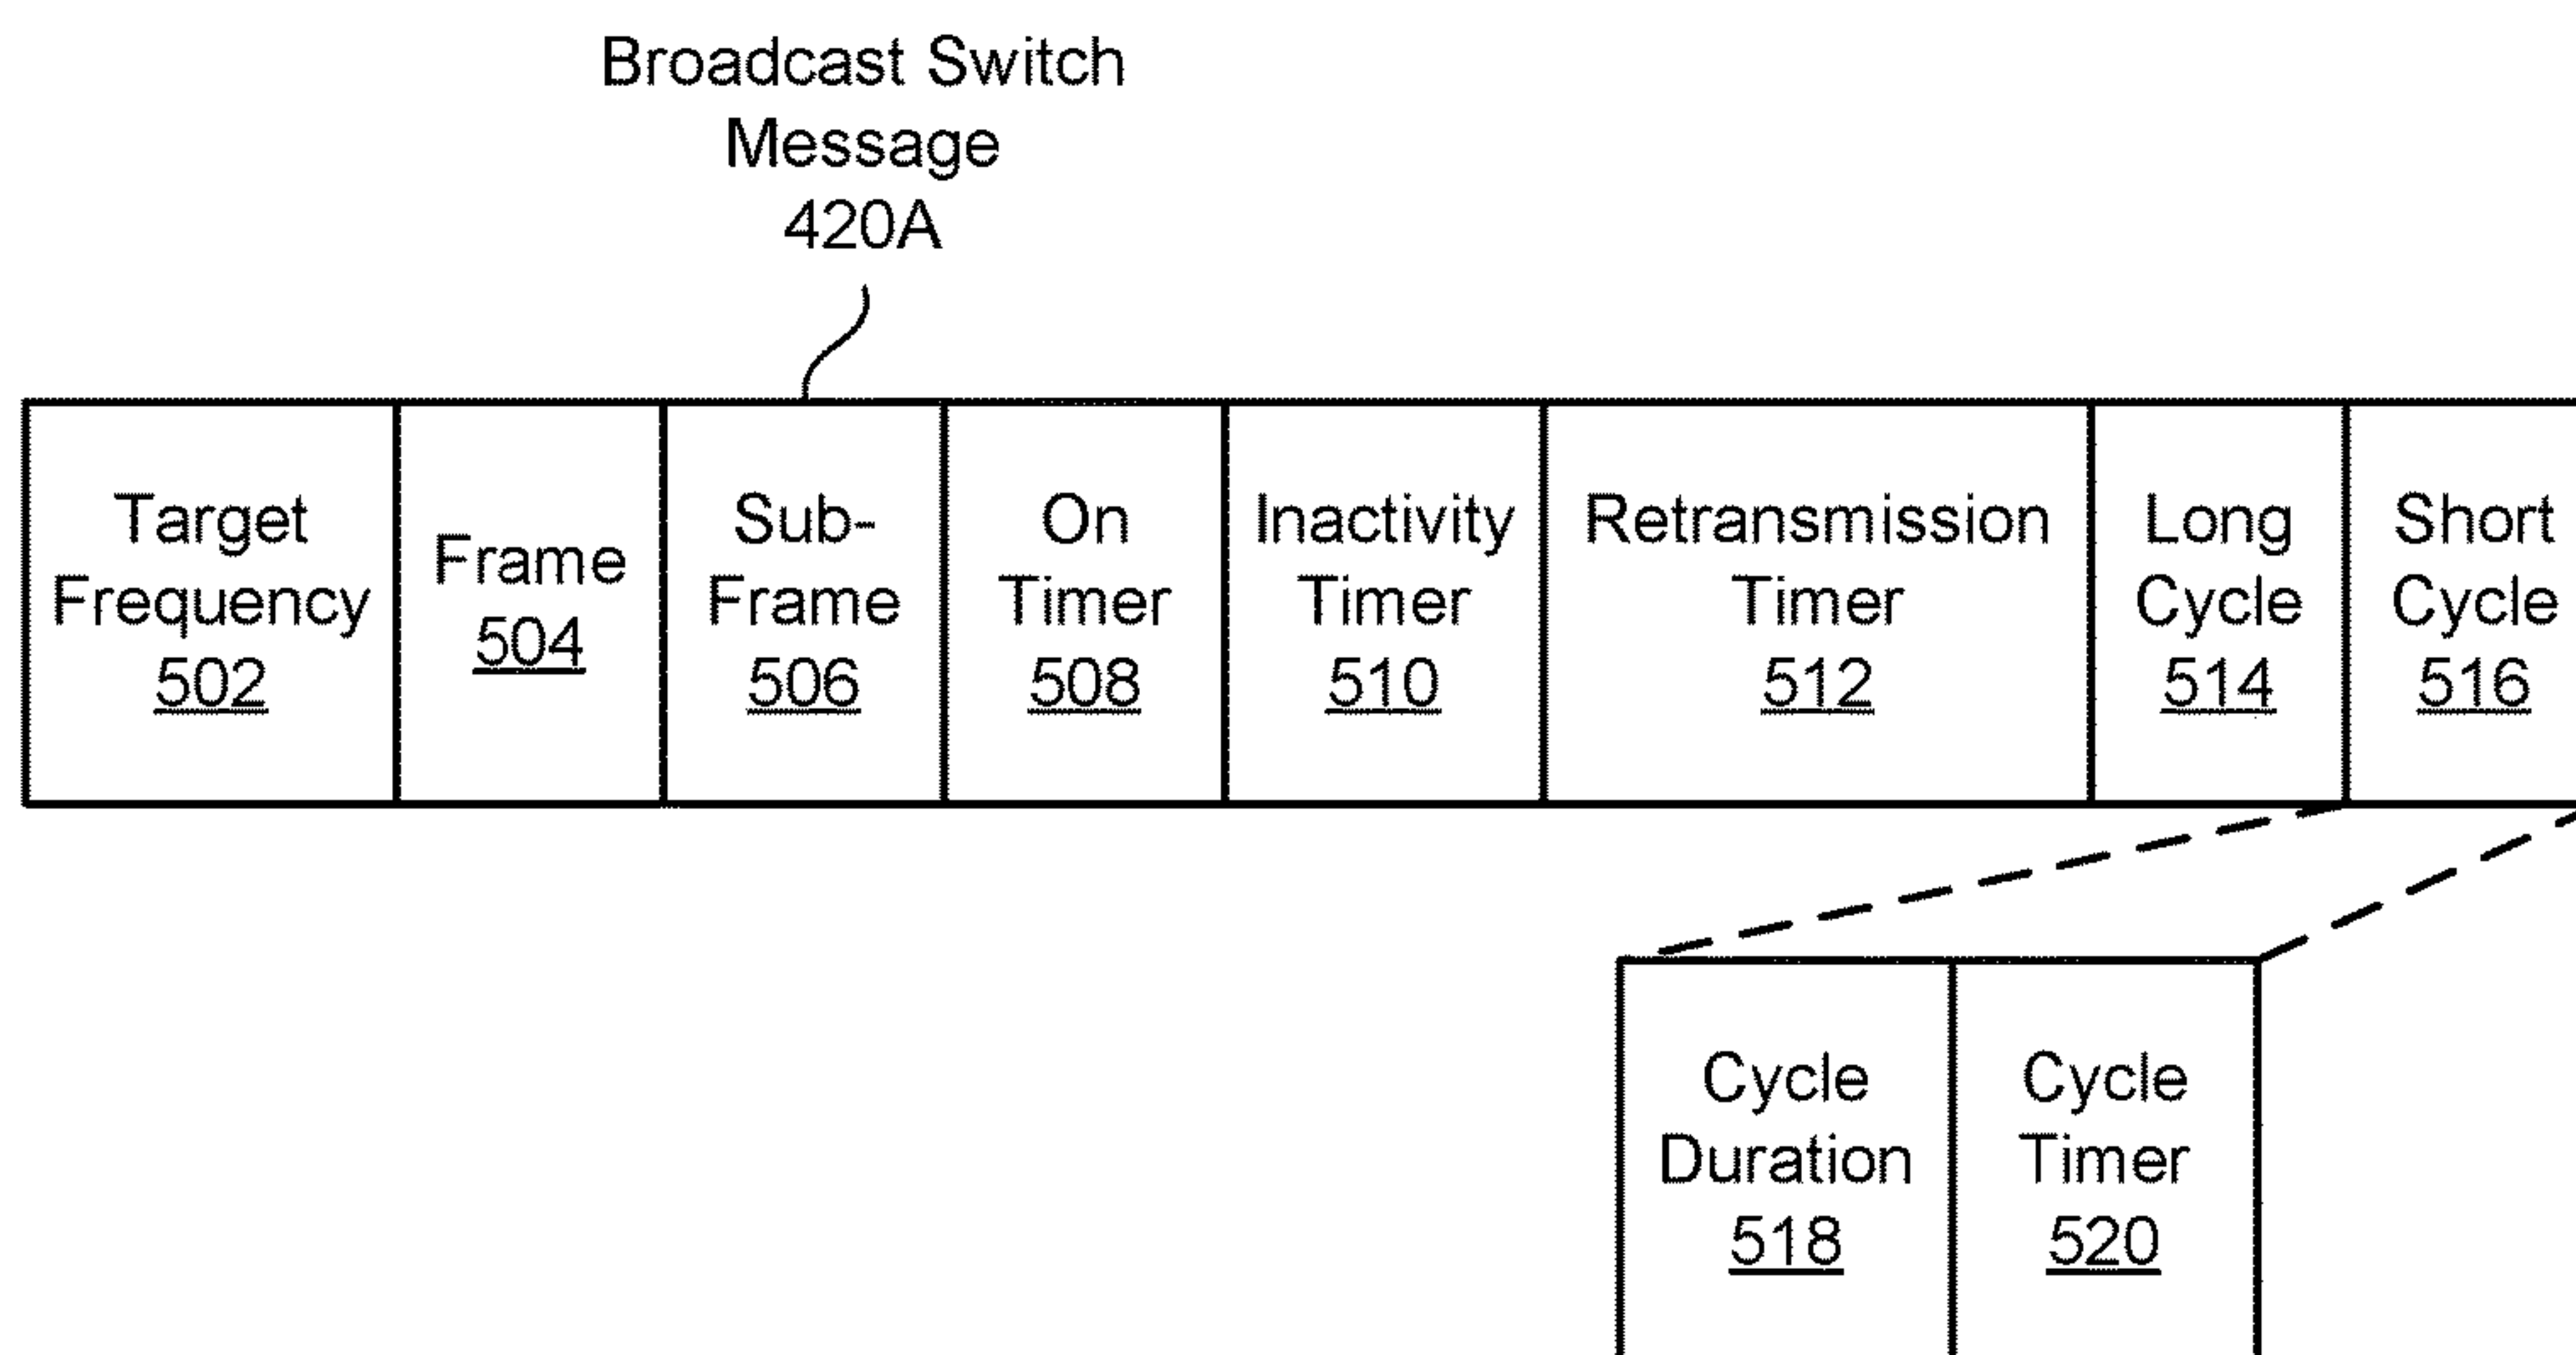 Broadcast Switch
Message
420A
Target
Frequency
502
Frame
504
Sub-
Frame
506
On
Timer
508
Inactivity
Timer
510
Retransmission
Timer
512
Long
Cycle
514
Short
Cycle
516
Cycle
Duration
518
Cycle
Timer
520